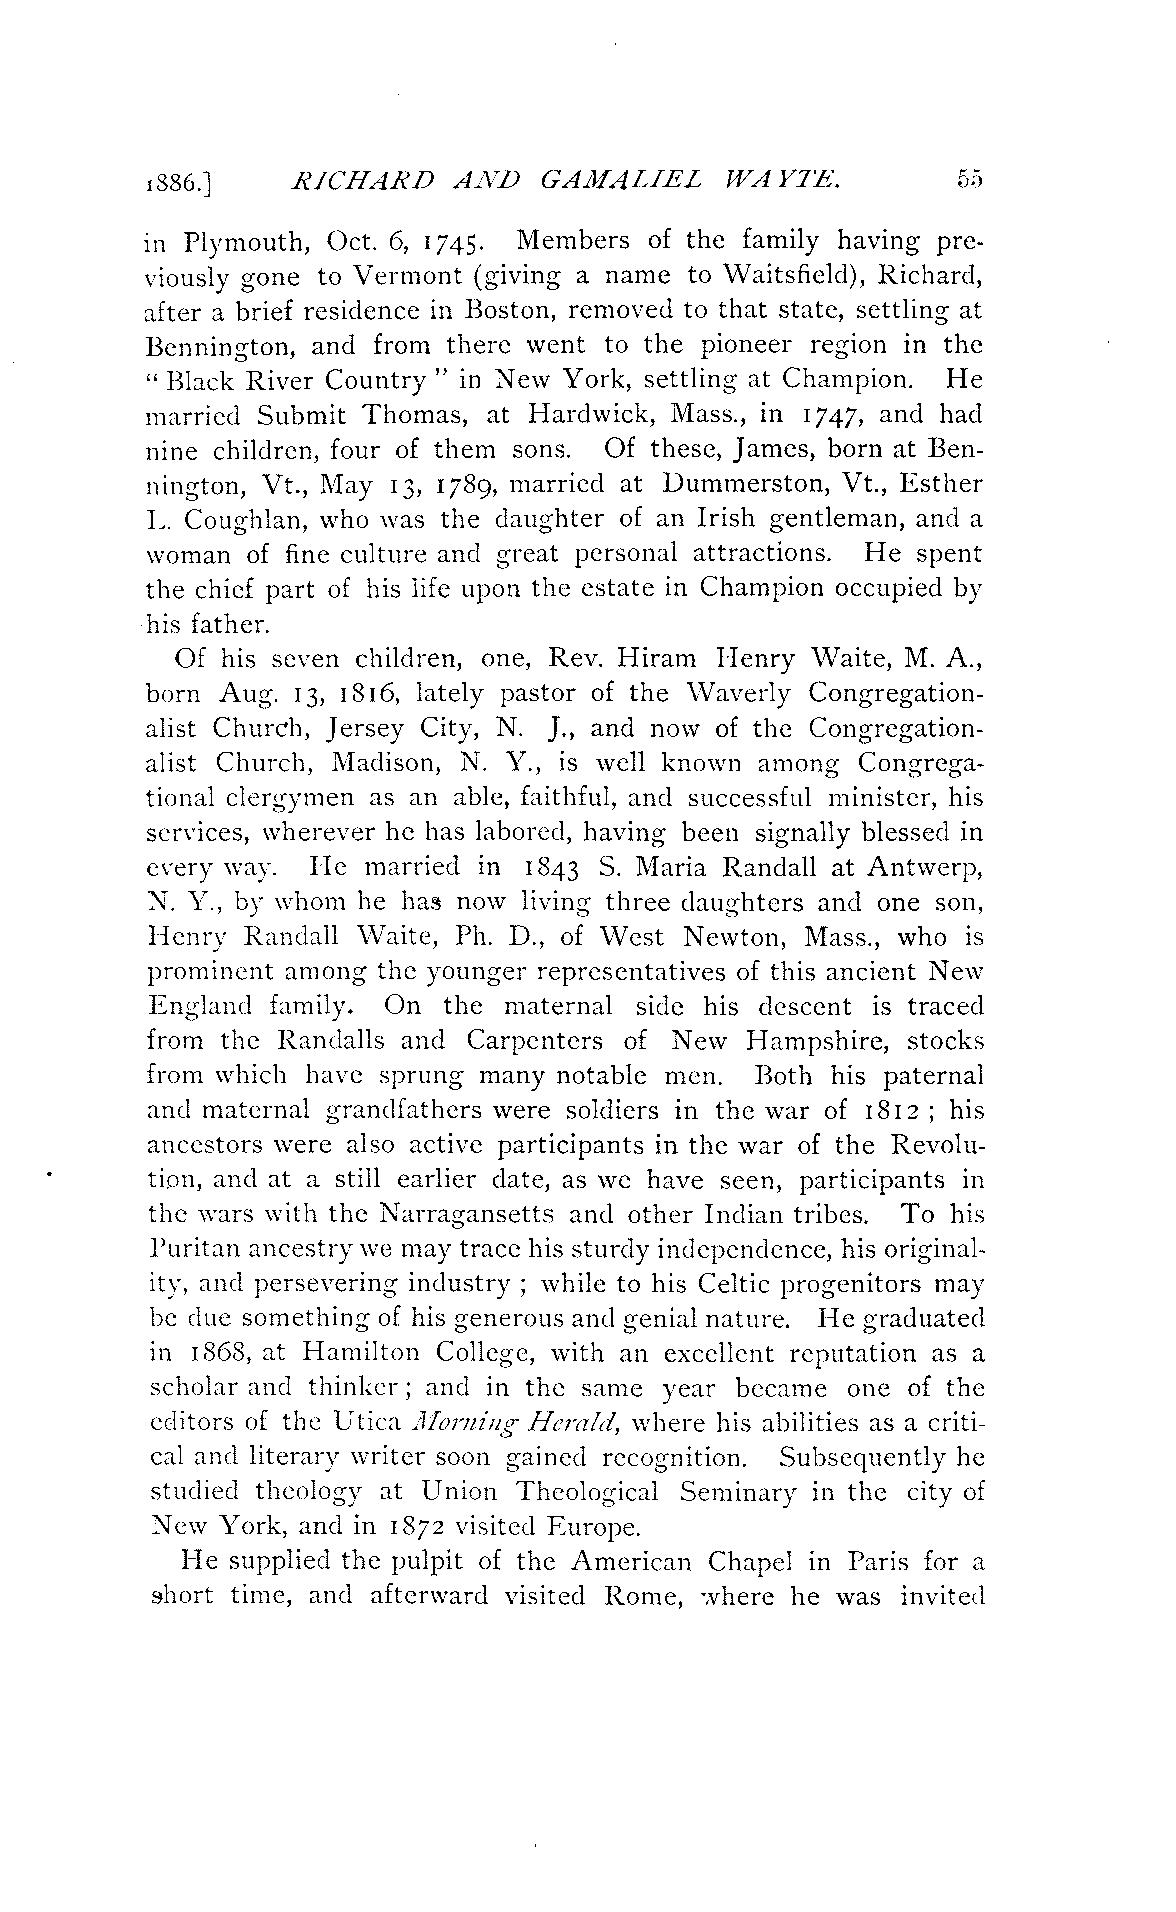 1886.] RICHARD AND GAMALIEL WAYTE. 55
in Plymouth, Oct. 6, 1745. Members of the family having pre-
viously gone to Vermont (giving a name to Waitsfield), Richard,
after a brief residence in Boston, removed to that state, settling at
Bennington, and from there went to the pioneer region in the
" Black River Country " in New York, settling at Champion. He
married Submit Thomas, at Hardwick, Mass., in 1747, and had
nine children, four of them sons. Of these, James, born at Ben-
nington, Vt., May 13, 1789, married at Dummerston, Vt., Esther
L. Coughlan, who was the daughter of an Irish gentleman, and a
woman of fine culture and great personal attractions. He spent
the chief part of his life upon the estate in Champion occupied by
his father.
Of his seven children, one, Rev. Hiram Henry Waite, M. A.,
born Aug. 13, 1816, lately pastor of the Waverly Congregation-
alist Church, Jersey City, N. J., and now of the Congregation-
alist Church, Madison, N. Y., is well known among Congrega-
tional clergymen as an able, faithful, and successful minister, his
services, wherever he has labored, having been signally blessed in
every way. He married in 1843 S. Maria Randall at Antwerp,
N. Y., by whom he has now living three daughters and one son,
Henry Randall Waite, Ph. D., of West Newton, Mass., who is
prominent among the younger representatives of this ancient New
England family. On the maternal side his descent is traced
from the Randalls and Carpenters of New Hampshire, stocks
from which have sprung many notable men. Both his paternal
and maternal grandfathers were soldiers in the war of 1812 ; his
ancestors were also active participants in the war of the Revolu-
tion, and at a still earlier date, as we have seen, participants in
the wars with the Narragansetts and other Indian tribes. To his
Puritan ancestry we may trace his sturdy independence, his original-
ity, and persevering industry ; while to his Celtic progenitors may
be due something of his generous and genial nature. He graduated
in 1868, at Hamilton College, with an excellent reputation as a
scholar and thinker ; and in the same year became one of the
editors of the Utica Morning Herald, where his abilities as a criti-
cal and literary writer soon gained recognition. Subsequently he
studied theology at Union Theological Seminary in the city of
New York, and in 1872 visited Europe.
He supplied the pulpit of the American Chapel in Paris for a
short time, and afterward visited Rome, where he was invited